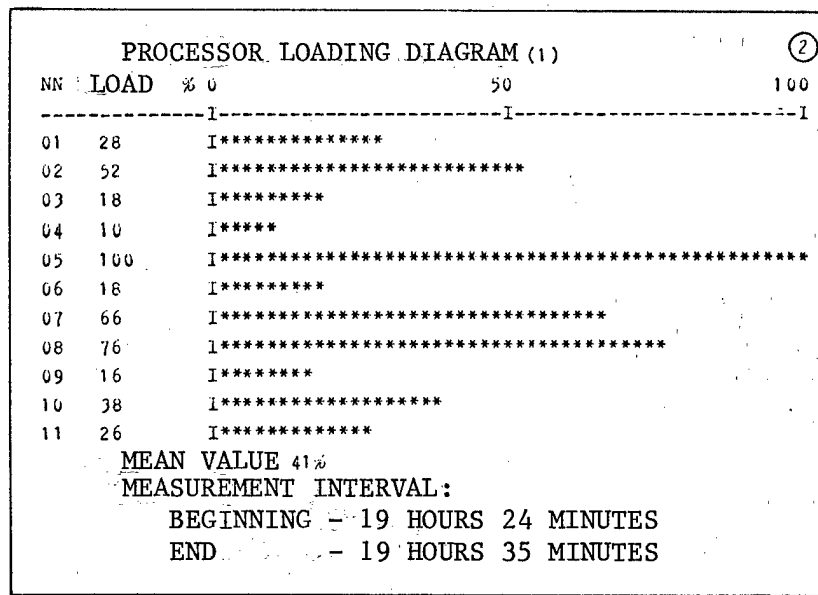 PROCESSOR LOADING DIAGRAM (1) 2
NN LOAD % 0 50 100
--------------I------------------------I------------------------I
01 28 I**************
02 52 I**************************
03 18 I*********
04 10 I*****
05 100 I**************************************************
06 18 I*********
07 66 I*********************************
08 76 I**************************************
09 16 I********
10 38 I*******************
11 26 I*************
MEAN VALUE 41%
MEASUREMENT INTERVAL:
BEGINNING - 19 HOURS 24 MINUTES
END - 19 HOURS 35 MINUTES